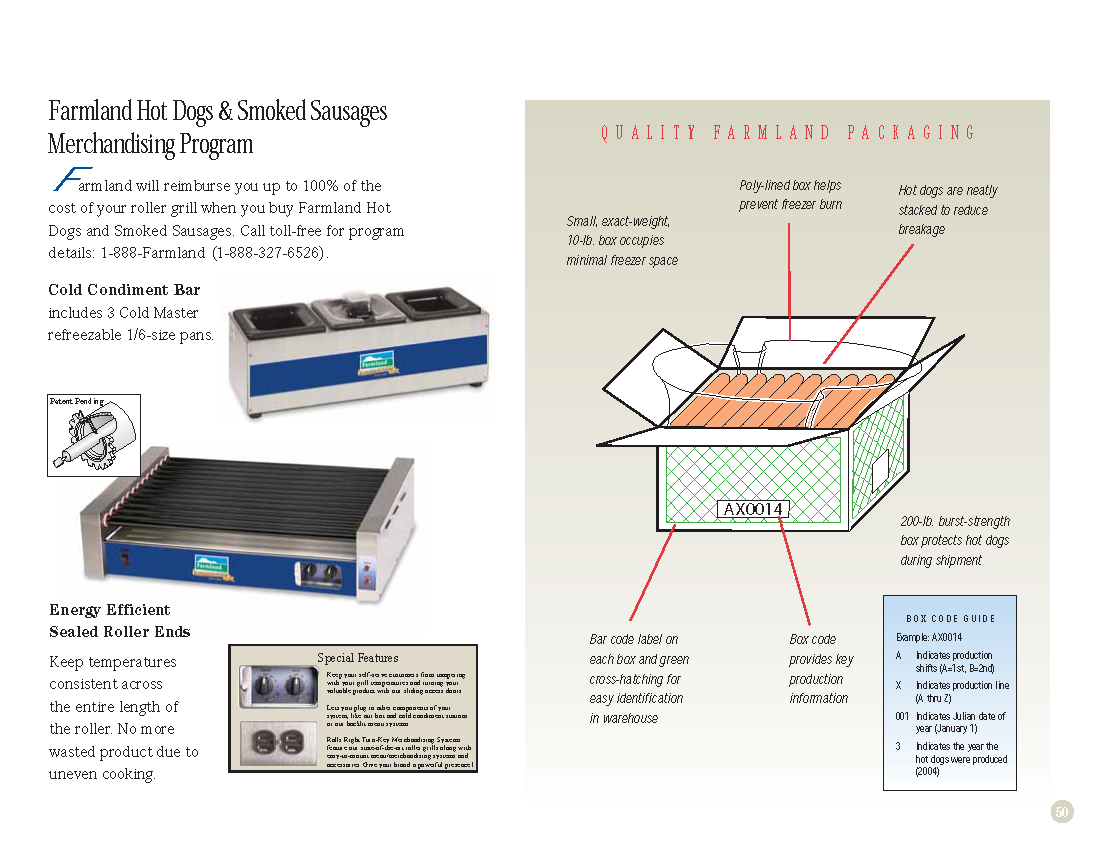 Farmland Hot Dogs & Smoked Sausages
Merchandising Program
Farmland will reimburse you up to 100% of the
cost of your roller grill when you buy Farmland Hot
Dogs and Smoked Sausages. Call toll-free for program
details: 1-888-Farmland (1-888-327-6526).
Cold Condiment Bar
includes 3 Cold Master
refreezable 1/6-size pans.
Farmland
Patent Pending
Farmland
Energy Efficient
Sealed Roller Ends
Keep temperatures
consistent across
the entire length of
the roller. No more
wasted product due to
uneven cooking.
Special Features
Keep your self-serve customers from tampering
with your grill temperatures and ruining your
valuable product with our sliding access doors.
Lets you plug in other components of your
system, like our hot and cold condiment stations
or our backlit menu systems.
Rolls Right Turn-Key Merchandising Systems
feature our state-of-the-art roller grills along with
easy-to-mount menu/merchandising systems and
accessories. Give your brand a powerful presence!
QUALITY FARMLAND PACKAGING
Small, exact-weight,
10-lb. box occupies
minimal freezer space
Poly-lined box helps
prevent freezer burn
Hot dogs are neatly
stacked to reduce
breakage
AX0014
200-lb. burst-strength
box protects hot dogs
during shipment
Bar code label on
each box and green
cross-hatching for
easy identification
in warehouse
Box code
provides key
production
information
BOX CODE GUIDE
Example: AX0014
A Indicates production
shifts (A=1st, B=2nd)
X Indicates production line
(A thru Z)
001 Indicates Julian date of
year (January 1)
3 Indicates the year the
hot dogs were produced
(2004)
50